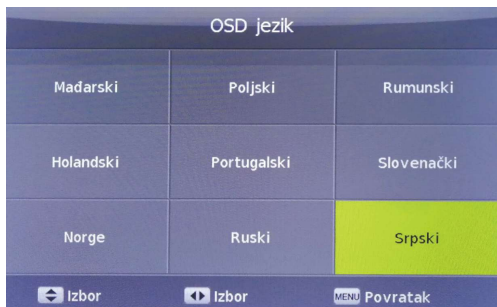 OSD jezik
Mađarski Poljski Rumunski
Holandski Portugalski Slovenački
Norge Ruski Srpski
Izbor Izbor MENU Povratak